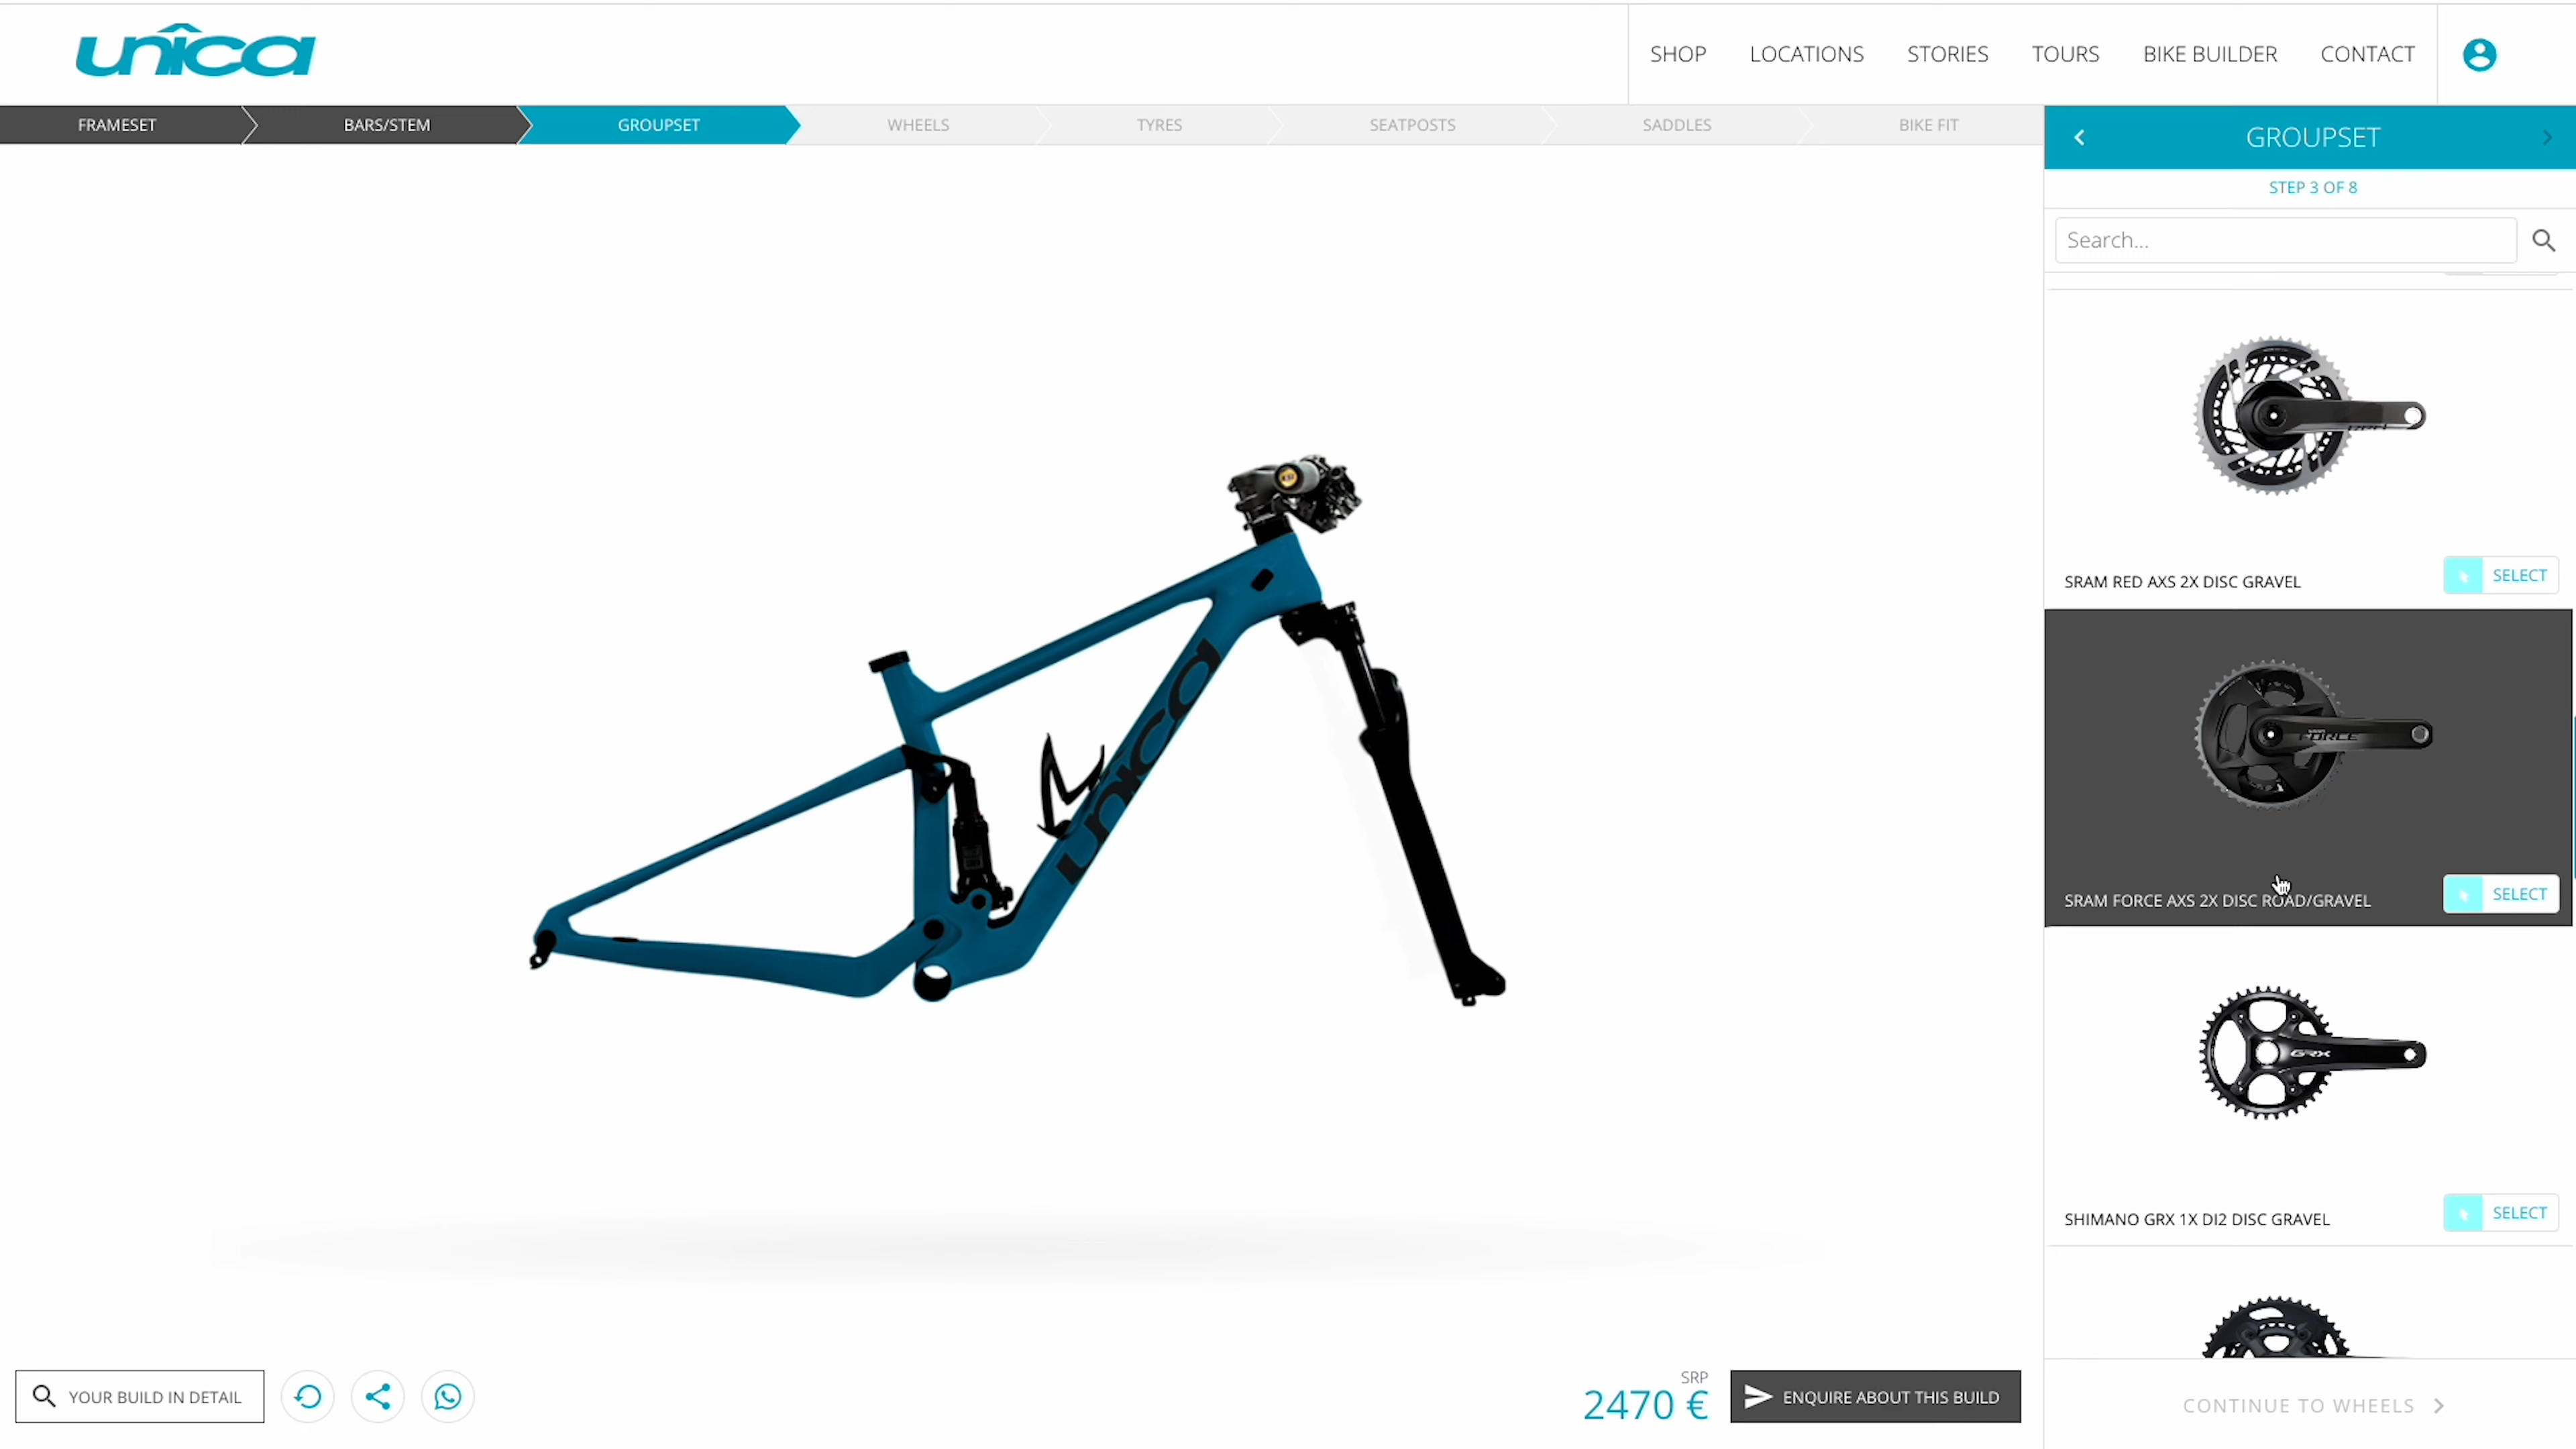 unica
SHOP LOCATIONS STORIES TOURS BIKE BUILDER CONTACT
FRAMESET BARS/STEM GROUPSET WHEELS TYRES SEATPOSTS SADDLES BIKE FIT
GROUPSET
STEP 3 OF 8
Search...
SRAM RED AXS 2X DISC GRAVEL SELECT
unica
FORCE
SRAM FORCE AXS 2X DISC ROAD/GRAVEL SELECT
GRX
SHIMANO GRX 1X DI2 DISC GRAVEL SELECT
YOUR BUILD IN DETAIL
SRP
2470 €
ENQUIRE ABOUT THIS BUILD
CONTINUE TO WHEELS